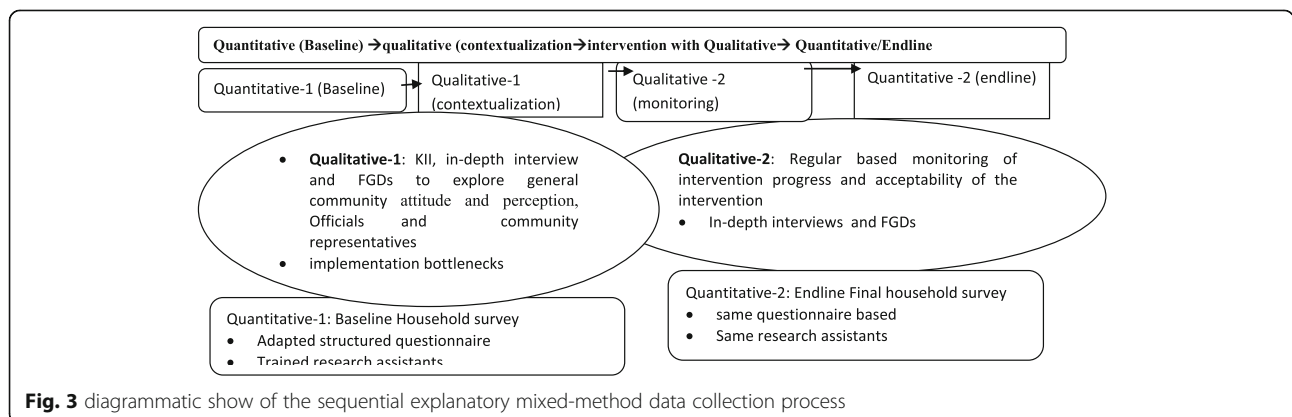 Quantitative (Baseline) →qualitative (contextualization→intervention with Qualitative→ Quantitative/Endline
Quantitative-1 (Baseline)
Qualitative-1
(contextualization)
Qualitative -2
(monitoring)
Quantitative -2 (endline)
• Qualitative-1: KII, in-depth interview
and FGDs to explore general
community attitude and perception,
Officials and community
representatives
• implementation bottlenecks
Qualitative-2: Regular based monitoring of
intervention progress and acceptability of the
intervention
• In-depth interviews and FGDs
Quantitative-1: Baseline Household survey
• Adapted structured questionnaire
• Trained research assistants
Quantitative-2: Endline Final household survey
• same questionnaire based
• Same research assistants
Fig. 3 diagrammatic show of the sequential explanatory mixed-method data collection process